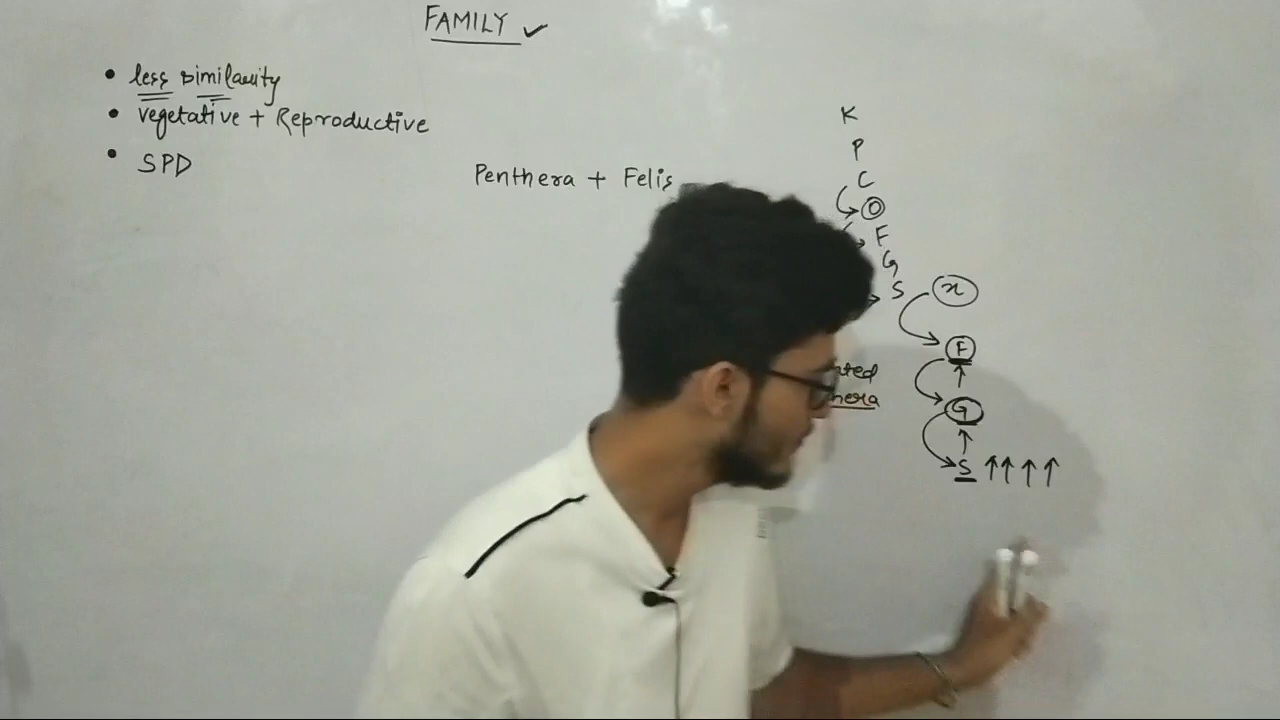 FAMILY
• less similarity
• vegetative + Reproductive
• SPD
Penthera + Felis
K
P
C
O
F
G
S
x
F
G
S ↑↑↑↑